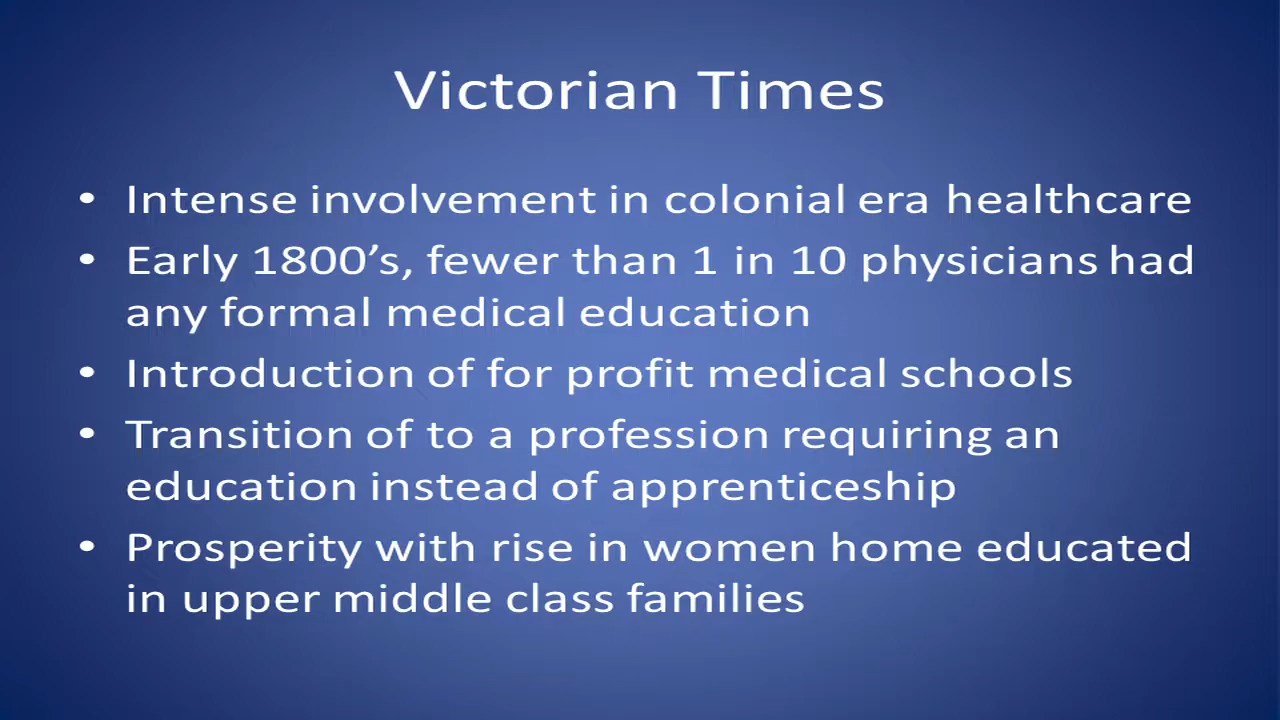 Victorian Times
• Intense involvement in colonial era healthcare
• Early 1800’s, fewer than 1 in 10 physicians had
any formal medical education
• Introduction of for profit medical schools
• Transition of to a profession requiring an
education instead of apprenticeship
• Prosperity with rise in women home educated
in upper middle class families